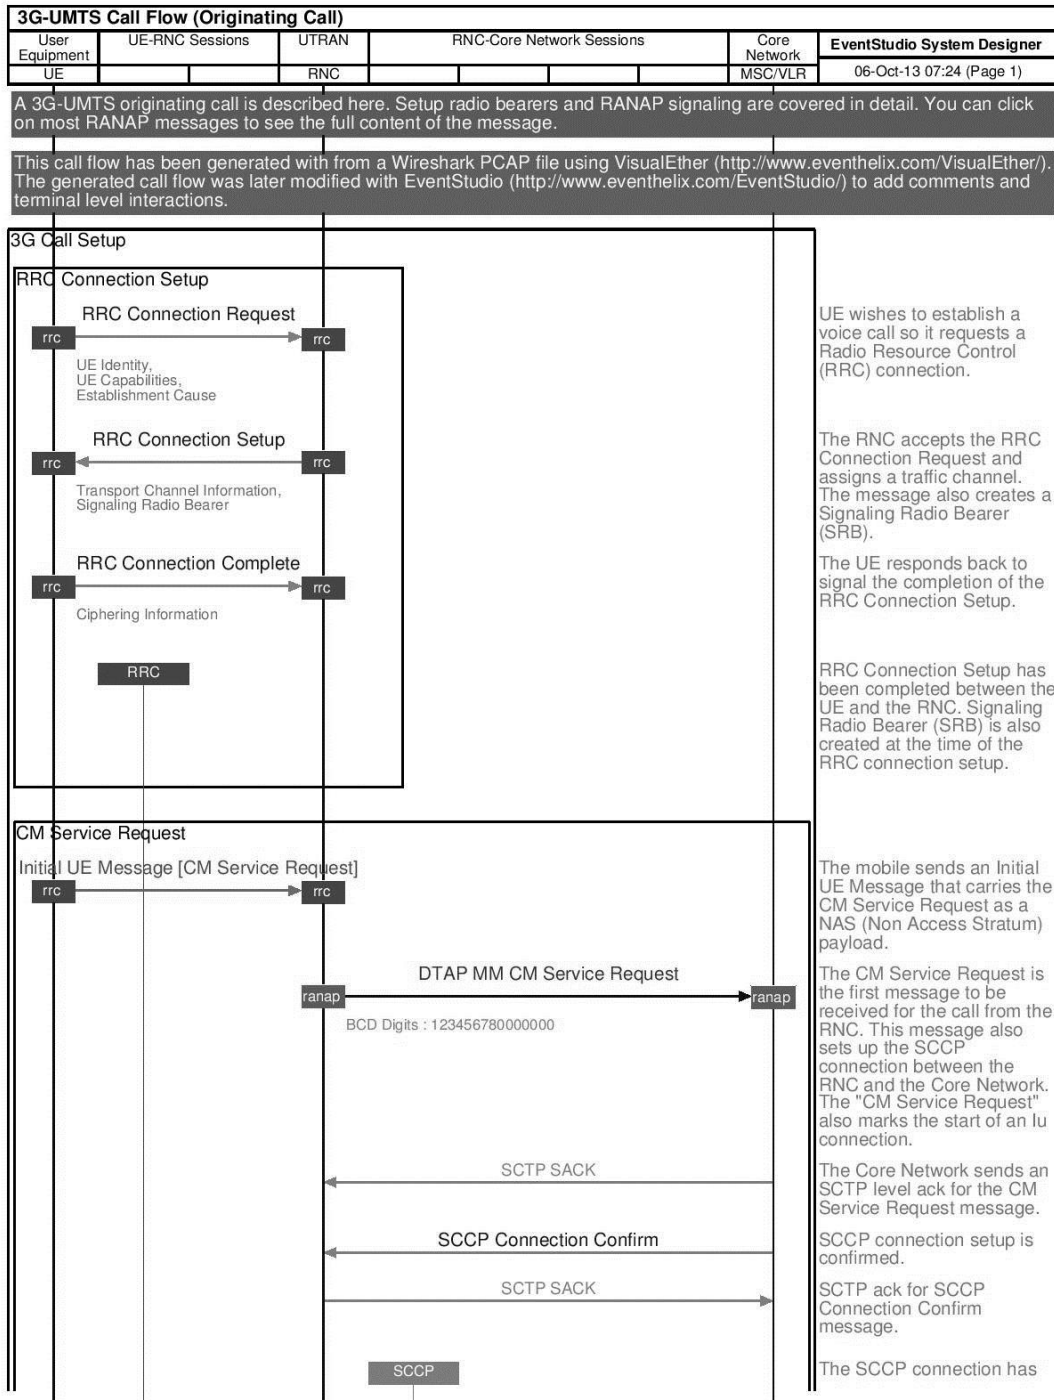 3G-UMTS Call Flow (Originating Call)
User Equipment UE-RNC Sessions UTRAN RNC-Core Network Sessions Core Network EventStudio System Designer
UE RNC MSC/VLR 06-Oct-13 07:24 (Page 1)
A 3G-UMTS originating call is described here. Setup radio bearers and RANAP signaling are covered in detail. You can click
on most RANAP messages to see the full content of the message.
This call flow has been generated with from a Wireshark PCAP file using VisualEther (http://www.eventhelix.com/VisualEther/).
The generated call flow was later modified with EventStudio (http://www.eventhelix.com/EventStudio/) to add comments and
terminal level interactions.
3G Call Setup
RRC Connection Setup
RRC Connection Request
rrc rrc
UE Identity,
UE Capabilities,
Establishment Cause
UE wishes to establish a
voice call so it requests a
Radio Resource Control
(RRC) connection.
RRC Connection Setup
rrc rrc
Transport Channel Information,
Signaling Radio Bearer
The RNC accepts the RRC
Connection Request and
assigns a traffic channel.
The message also creates a
Signaling Radio Bearer
(SRB).
RRC Connection Complete
rrc rrc
Ciphering Information
The UE responds back to
signal the completion of the
RRC Connection Setup.
RRC
RRC Connection Setup has
been completed between the
UE and the RNC. Signaling
Radio Bearer (SRB) is also
created at the time of the
RRC connection setup.
CM Service Request
Initial UE Message [CM Service Request]
rrc rrc
The mobile sends an Initial
UE Message that carries the
CM Service Request as a
NAS (Non Access Stratum)
payload.
DTAP MM CM Service Request
ranap ranap
BCD Digits : 123456780000000
The CM Service Request is
the first message to be
received for the call from the
RNC. This message also
sets up the SCCP
connection between the
RNC and the Core Network.
The "CM Service Request"
also marks the start of an Iu
connection.
SCTP SACK
The Core Network sends an
SCTP level ack for the CM
Service Request message.
SCCP Connection Confirm
SCCP connection setup is
confirmed.
SCTP SACK
SCTP ack for SCCP
Connection Confirm
message.
SCCP
The SCCP connection has